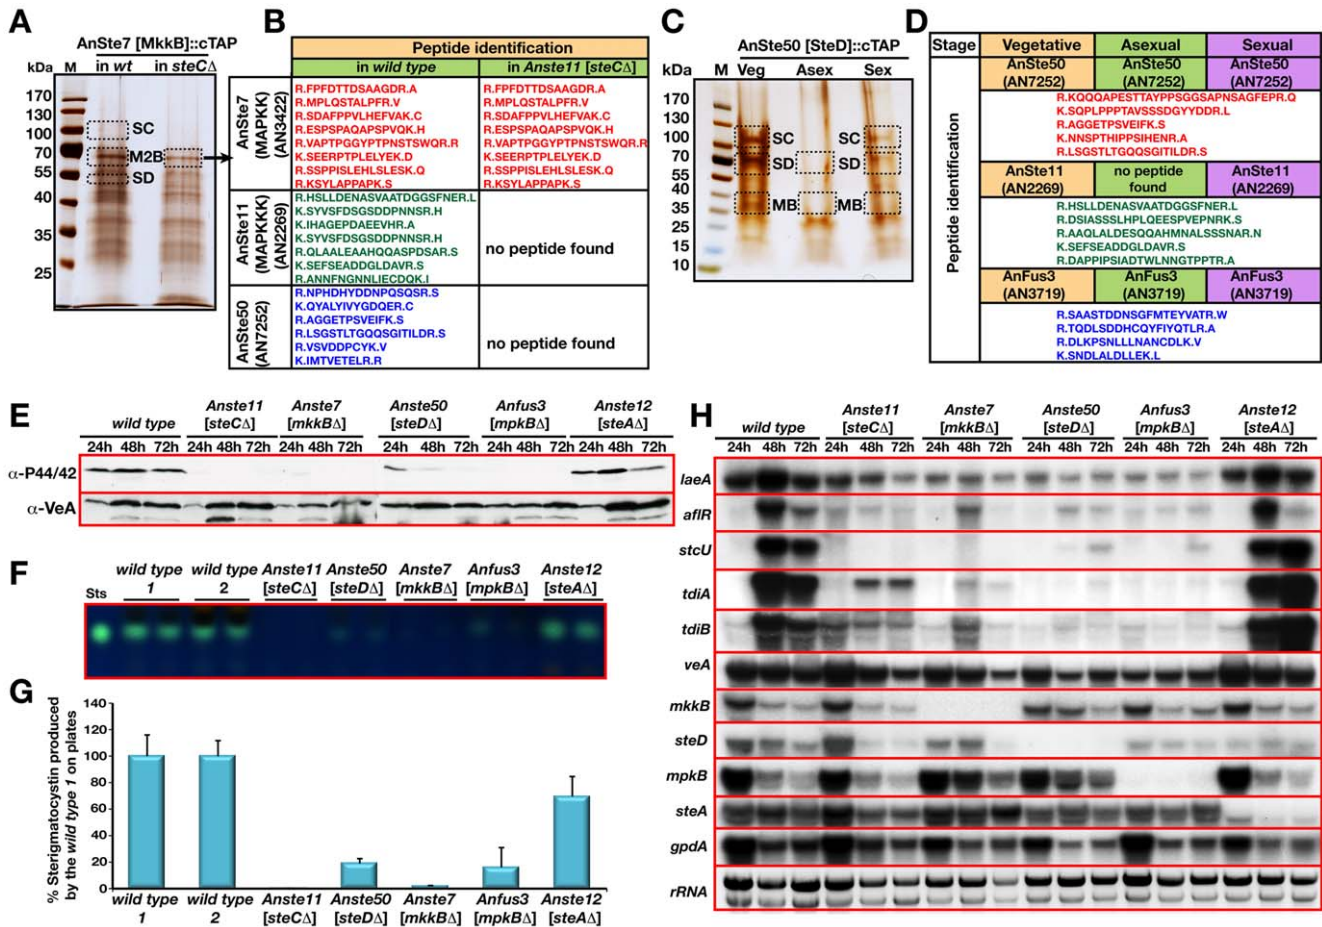 A
AnSte7 [MkkB]::cTAP
in wt in steCΔ
kDa M
170
130
100
70
55
40
35
25
SC
M2B
SD
B
Peptide identification
in wild type in Anste11 [steCΔ]
AnSte7
(MAPKK)
(AN3422)
R.FPFDTTDSAAGDR.A R.FPFDTTDSAAGDR.A
R.MPLQSTALPFR.V R.MPLQSTALPFR.V
R.SDAFPPVLHEFVAK.C R.SDAFPPVLHEFVAK.C
R.ESPSPAQAPSPVQK.H R.ESPSPAQAPSPVQK.H
R.VAPTPGGYPTPNSTSWQR.R R.VAPTPGGYPTPNSTSWQR.R
K.SEERPTPLELYEK.D K.SEERPTPLELYEK.D
R.SSPPISLEHLSLESK.Q R.SSPPISLEHLSLESK.Q
R.KSYLAPPAPK.S R.KSYLAPPAPK.S
AnSte11
(MAPKKK)
(AN2269)
R.HSLLDENASVAATDGGSFNER.L
K.SYVSFDSGSDDPNNSR.H
K.IHAGEPDAEEVHR.A
K.SYVSFDSGSDDPNNSR.H
R.QLAALEAAHQQASPDSAR.S
K.SEFSEADDGLDAVR.S
R.ANNFNGNNLIECDQK.I
no peptide found
AnSte50
(AN7252)
R.NPHDHYDDNPQSQSR.S
K.QYALYIVYGDQER.C
R.AGGETPSVEIFK.S
R.LSGSTLTGQQSGITILDR.S
R.VSVDDPCYK.V
K.IMTVETELR.R
no peptide found
C
AnSte50 [SteD]::cTAP
kDa M Veg Asex Sex
170
130
100
70
55
40
35
25
15
10
SC SC
SD SD
MB MB
D
Stage Vegetative Asexual Sexual
Peptide identification
AnSte50 AnSte50 AnSte50
(AN7252) (AN7252) (AN7252)
R.KQQQAPESTTAYPPSGGSAPNSAGFEPR.Q
K.SQPLPPPTAVSSSDGYYDDR.L
R.AGGETPSVEIFK.S
K.NNSPTHIPPSIHENR.A
R.LSGSTLTGQQSGITILDR.S
AnSte11 no peptide AnSte11
(AN2269) found (AN2269)
R.HSLLDENASVAATDGGSFNER.L
R.DSIASSSLHPLQEESPVEPNRK.S
R.AAQLALDESQQAHMNALSSSNAR.N
K.SEFSEADDGLDAVR.S
R.DAPPIPSIADTWLNNGTPPTR.A
AnFus3 AnFus3 AnFus3
(AN3719) (AN3719) (AN3719)
R.SAASTDDNSGFMTEYVATR.W
R.TQDLSDDHCQYFIYQTLR.A
R.DLKPSNLLLNANCDLK.V
K.SNDLALDLLEK.L
E
Anste11 Anste7 Anste50 Anfus3 Anste12
wild type [steCΔ] [mkkBΔ] [steDΔ] [mpkBΔ] [steAΔ]
24h 48h 72h 24h 48h 72h 24h 48h 72h 24h 48h 72h 24h 48h 72h 24h 48h 72h
α-P44/42
α-VeA
F
Sts
wild type wild type Anste11 Anste50 Anste7 Anfus3 Anste12
1 2 [steCΔ] [steDΔ] [mkkBΔ] [mpkBΔ] [steAΔ]
G
% Sterigmatocystin produced
by the wild type 1 on plates
140
120
100
80
60
40
20
0
wild type wild type Anste11 Anste50 Anste7 Anfus3 Anste12
1 2 [steCΔ] [steDΔ] [mkkBΔ] [mpkBΔ] [steAΔ]
H
Anste11 Anste7 Anste50 Anfus3 Anste12
wild type [steCΔ] [mkkBΔ] [steDΔ] [mpkBΔ] [steAΔ]
24h 48h 72h 24h 48h 72h 24h 48h 72h 24h 48h 72h 24h 48h 72h 24h 48h 72h
laeA
aflR
stcU
tdiA
tdiB
veA
mkkB
steD
mpkB
steA
gpdA
rRNA